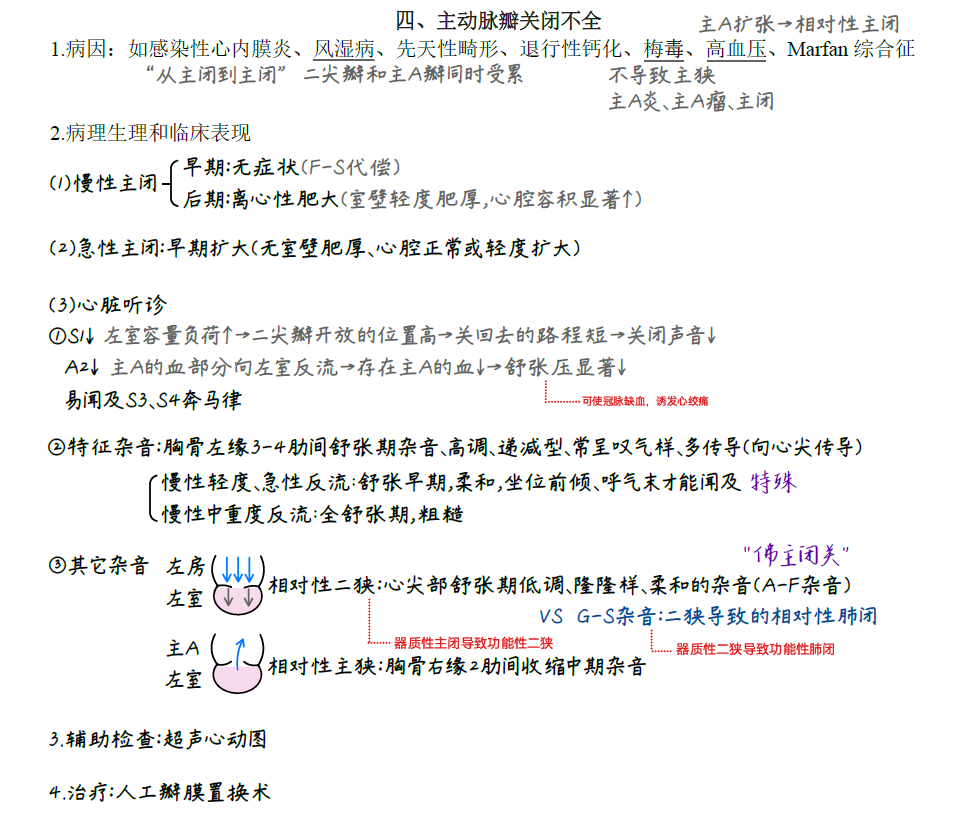 四、主动脉瓣关闭不全
主A扩张→相对性主闭
1.病因：如感染性心内膜炎、风湿病、先天性畸形、退行性钙化、梅毒、高血压、Marfan 综合征
“从主闭到主闭” 二尖瓣和主A瓣同时受累
不导致主狭
主A炎、主A瘤、主闭
2.病理生理和临床表现
(1)慢性主闭
早期:无症状(F-S代偿)
后期:离心性肥大(室壁轻度肥厚,心腔容积显著↑)
(2)急性主闭:早期扩大(无室壁肥厚、心腔正常或轻度扩大)
(3)心脏听诊
①S1↓ 左室容量负荷↑→二尖瓣开放的位置高→关回去的路程短→关闭声音↓
A2↓ 主A的血部分向左室反流→存在主A的血↓→舒张压显著↓
易闻及S3、S4奔马律
可使冠脉缺血，诱发心绞痛
②特征杂音:胸骨左缘3-4肋间舒张期杂音、高调、递减型、常呈叹气样、多传导(向心尖传导)
慢性轻度、急性反流:舒张早期,柔和,坐位前倾、呼气末才能闻及 特殊
慢性中重度反流:全舒张期,粗糙
“佛主闭关”
③其它杂音 左房
左室
相对性二狭:心尖部舒张期低调、隆隆样、柔和的杂音(A-F杂音)
VS G-S杂音:二狭导致的相对性肺闭
器质性主闭导致功能性二狭
器质性二狭导致功能性肺闭
主A
左室
相对性主狭:胸骨右缘2肋间收缩中期杂音
3.辅助检查:超声心动图
4.治疗:人工瓣膜置换术